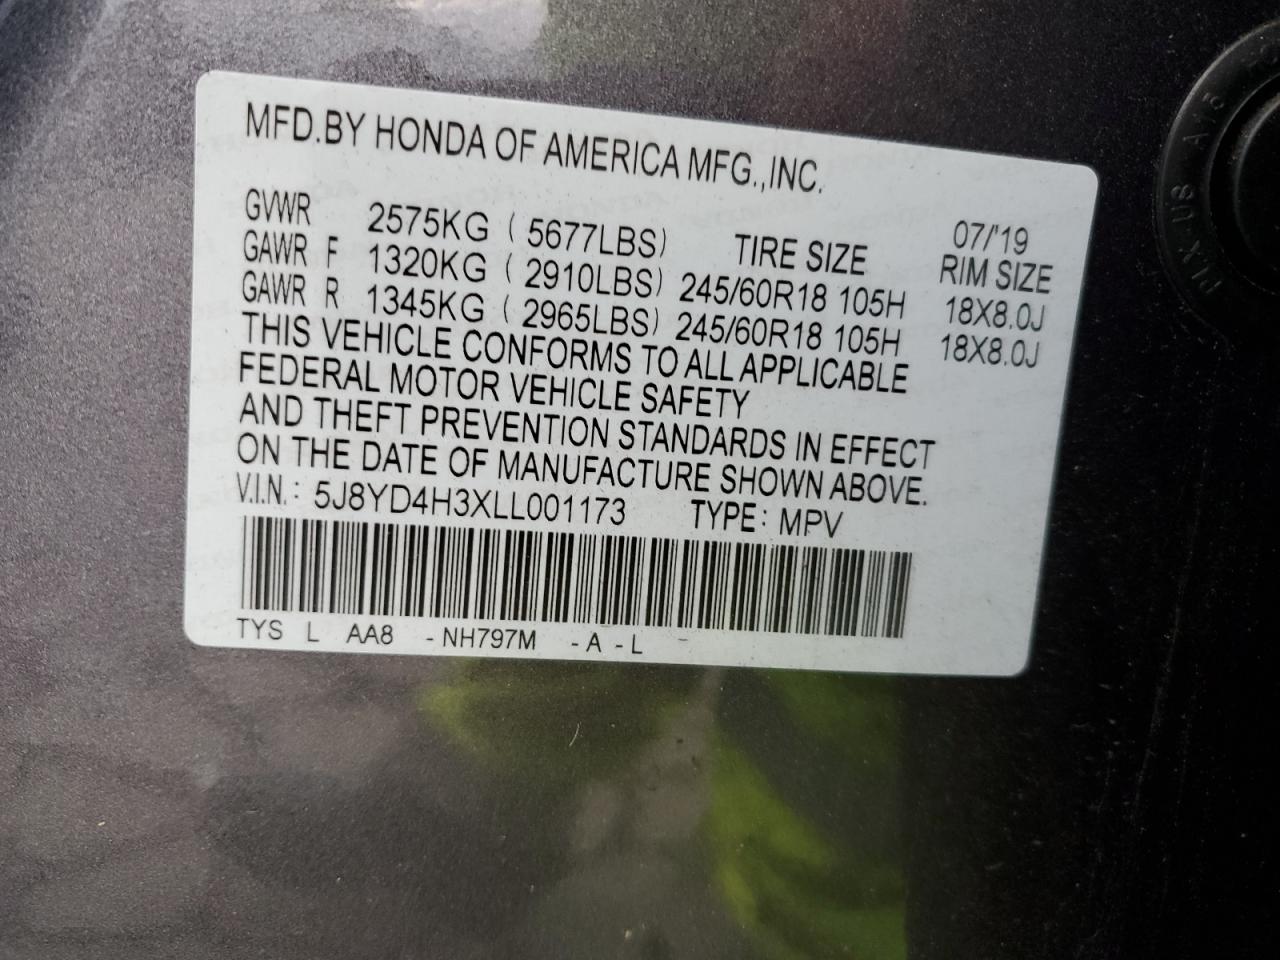 MFD.BY HONDA OF AMERICA MFG.,INC.
07/'19
GVWR 2575KG ( 5677LBS) TIRE SIZE RIM SIZE
GAWR F 1320KG ( 2910LBS) 245/60R18 105H 18X8.0J
GAWR R 1345KG ( 2965LBS) 245/60R18 105H 18X8.0J
THIS VEHICLE CONFORMS TO ALL APPLICABLE
FEDERAL MOTOR VEHICLE SAFETY
AND THEFT PREVENTION STANDARDS IN EFFECT
ON THE DATE OF MANUFACTURE SHOWN ABOVE.
V.I.N.: 5J8YD4H3XLL001173 TYPE: MPV
TYS L AA8 -NH797M -A -L -